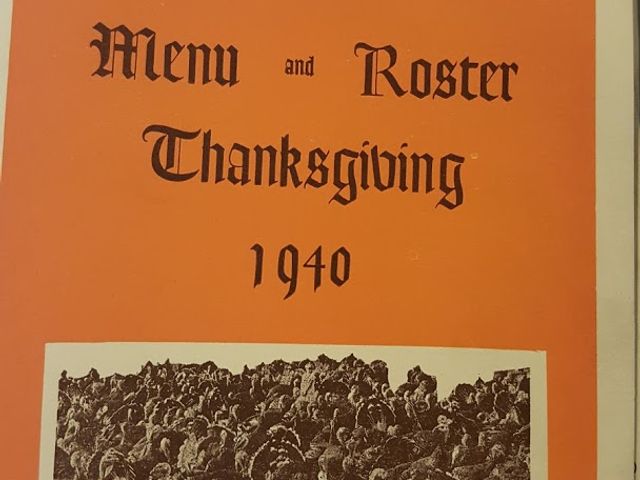 Menu and Roster
Thanksgiving
1940